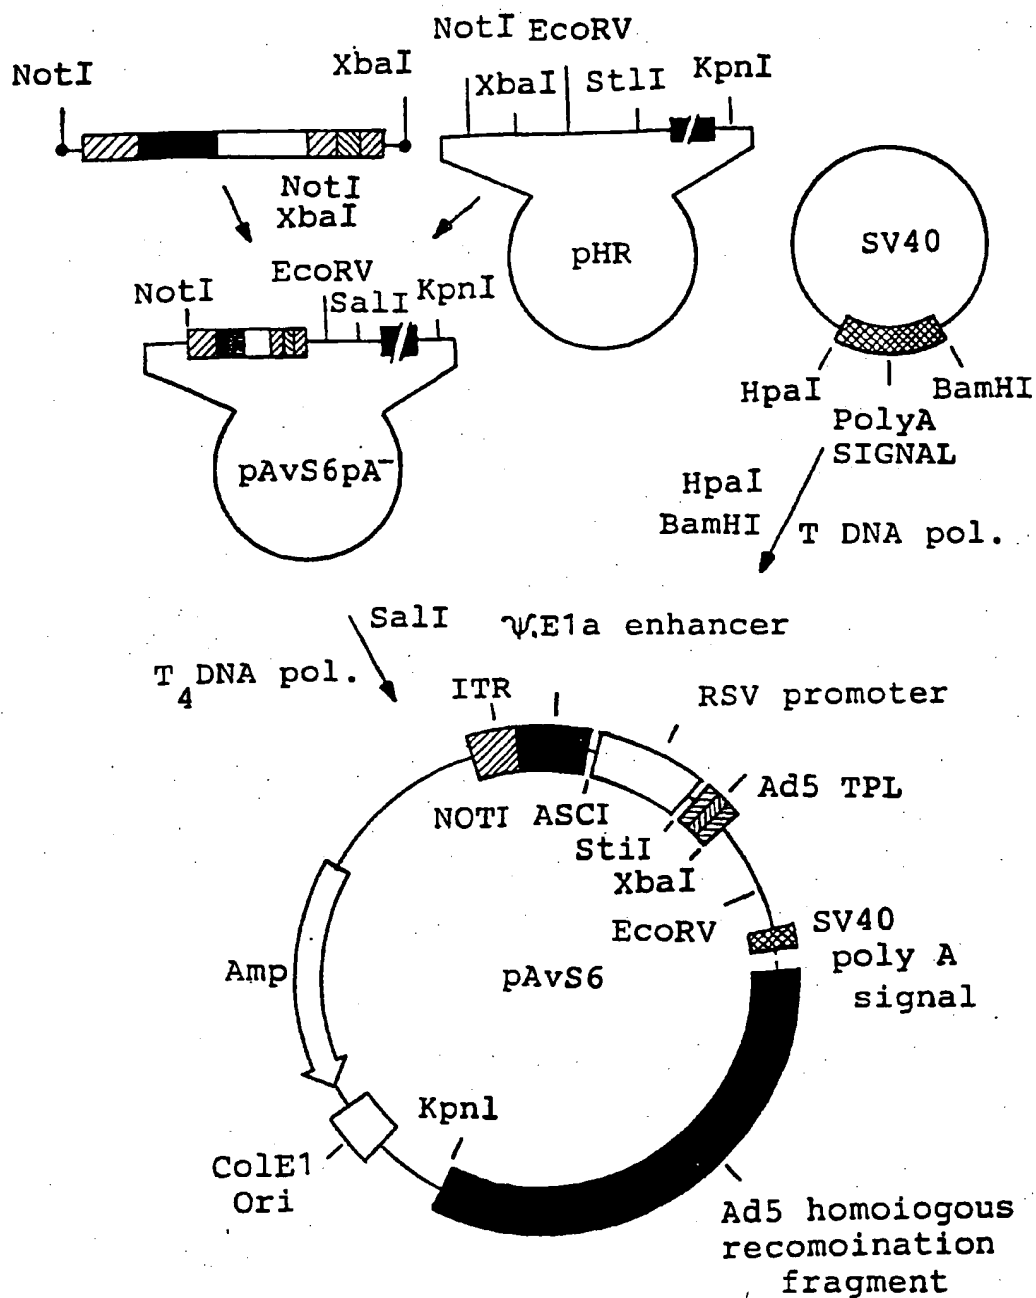 NotI
XbaI
NotI EcoRV
XbaI StlI KpnI
NotI
XbaI
pHR
SV40
EcoRV
NotI
SalI KpnI
pAvS6pA-
HpaI
BamHI
PolyA
SIGNAL
HpaI
BamHI
T DNA pol.
SalI
T4 DNA pol.
Ψ,E1a enhancer
ITR
RSV promoter
Ad5 TPL
NOTI ASCI
StiI
XbaI
EcoRV
SV40
poly A
signal
Amp
pAvS6
Kpnl
ColE1
Ori
Ad5 homoiogous
recomoination
fragment